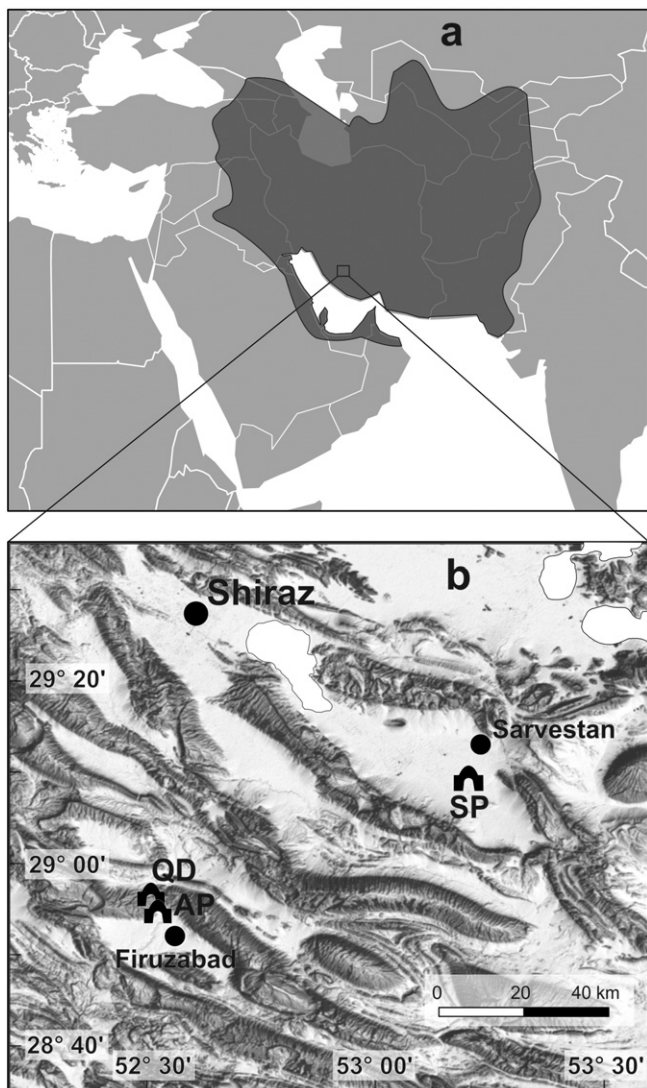 a
b
Shiraz
29° 20'
Sarvestan
SP
29° 00'
QD
AP
Firuzabad
0 20 40 km
28° 40'
52° 30' 53° 00' 53° 30'